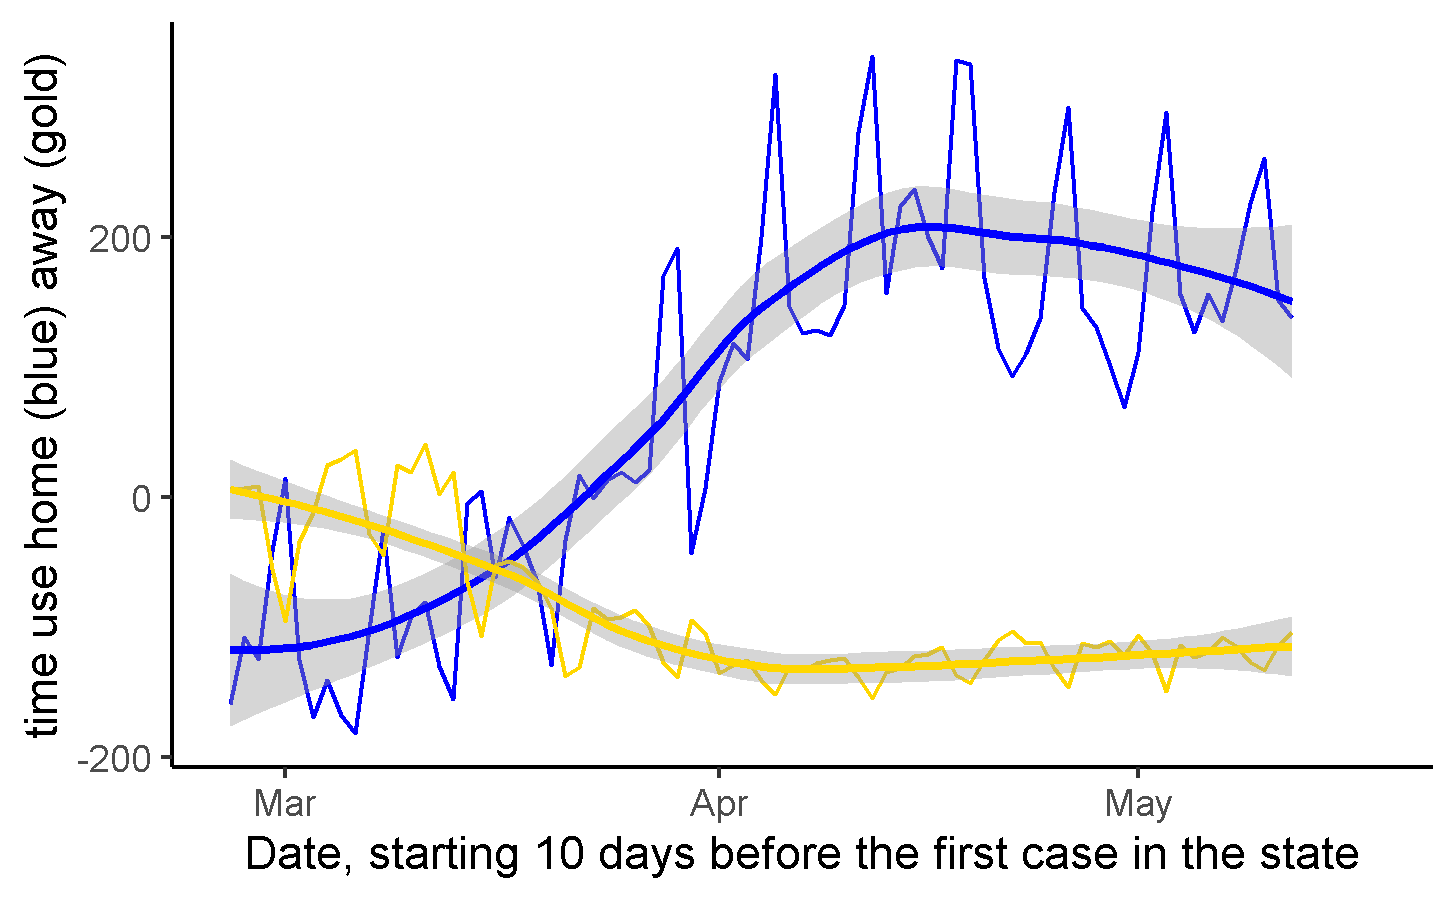 time use home (blue) away (gold)
200
0
-200
Mar
Apr
May
Date, starting 10 days before the first case in the state